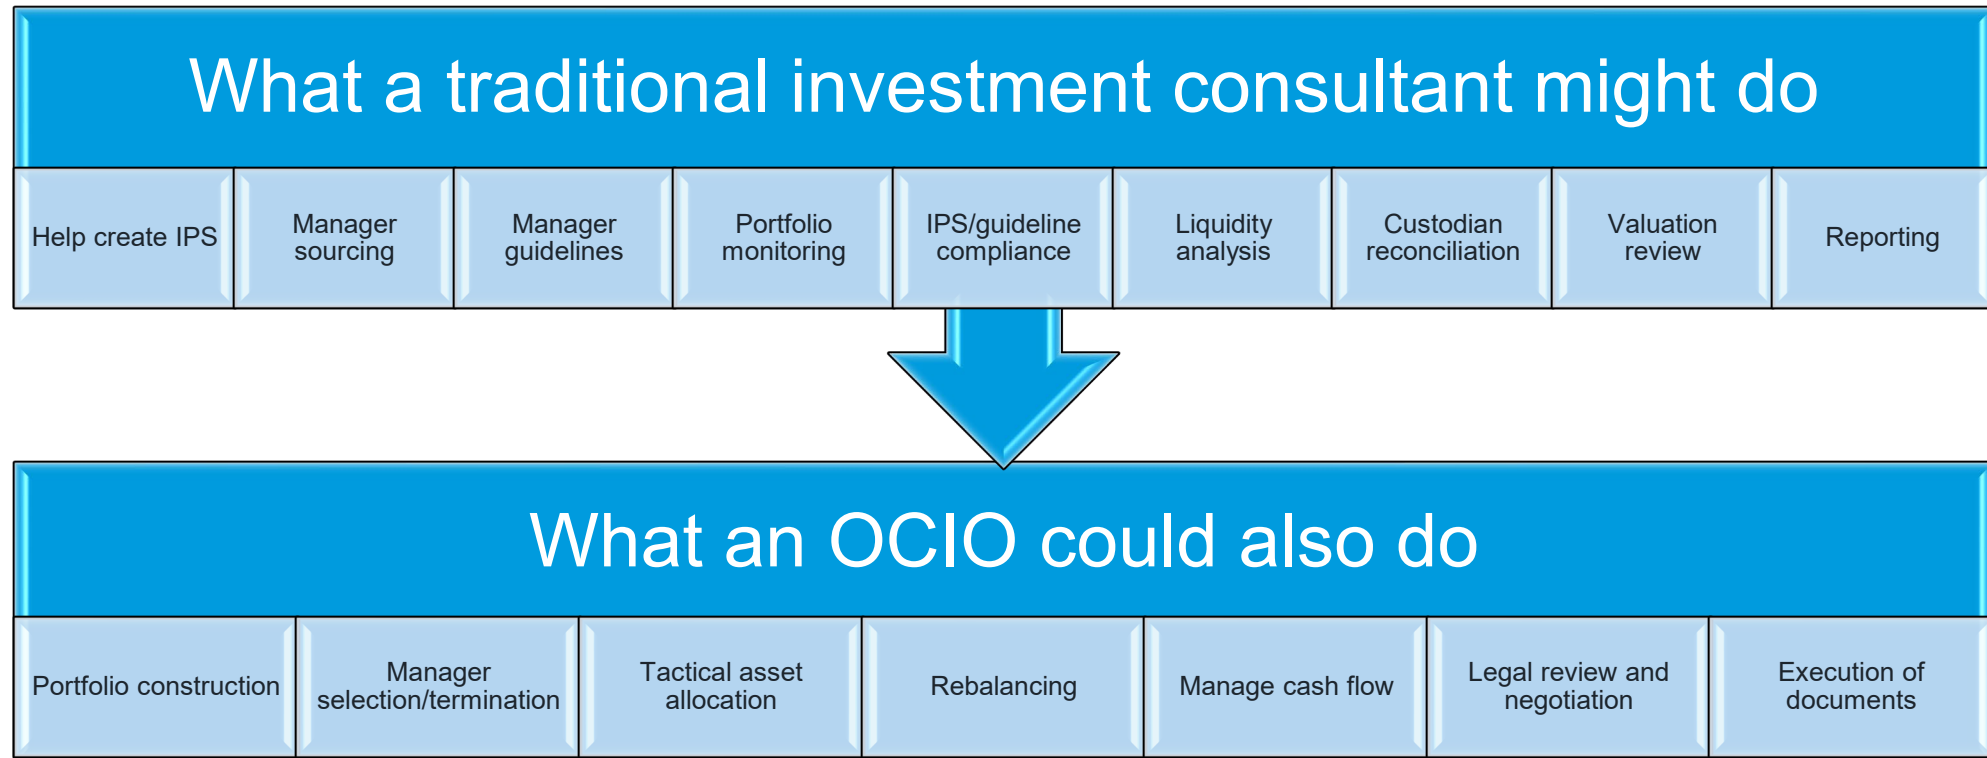 What a traditional investment consultant might do
Help create IPS
Manager
sourcing
Manager
guidelines
Portfolio
monitoring
IPS/guideline
compliance
Liquidity
analysis
Custodian
reconciliation
Valuation
review
Reporting
What an OCIO could also do
Portfolio construction
Manager
selection/termination
Tactical asset
allocation
Rebalancing
Manage cash flow
Legal review and
negotiation
Execution of
documents